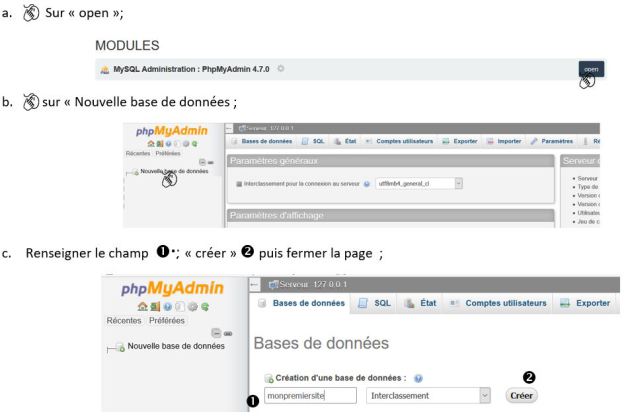 a. Sur « open »;
MODULES
MySQL Administration : PhpMyAdmin 4.7.0
open
b. sur « Nouvelle base de données ;
phpMyAdmin
Récentes Préférées
Nouvelle base de données
Serveur 127.0.0.1
Bases de données SQL État Comptes utilisateurs Exporter Importer Paramètres
Paramètres généraux
Interclassement pour la connexion au serveur utf8mb4_general_ci
Paramètres d'affichage
Serveur
Type de
Version
Version
Utilisate
Jeu de c
c. Renseigner le champ ❶·; « créer » ❷ puis fermer la page ;
phpMyAdmin
Récentes Préférées
Nouvelle base de données
Serveur 127.0.0.1
Bases de données SQL État Comptes utilisateurs Exporter
Bases de données
Création d'une base de données :
❷
❶ monpremiersite Interclassement Créer